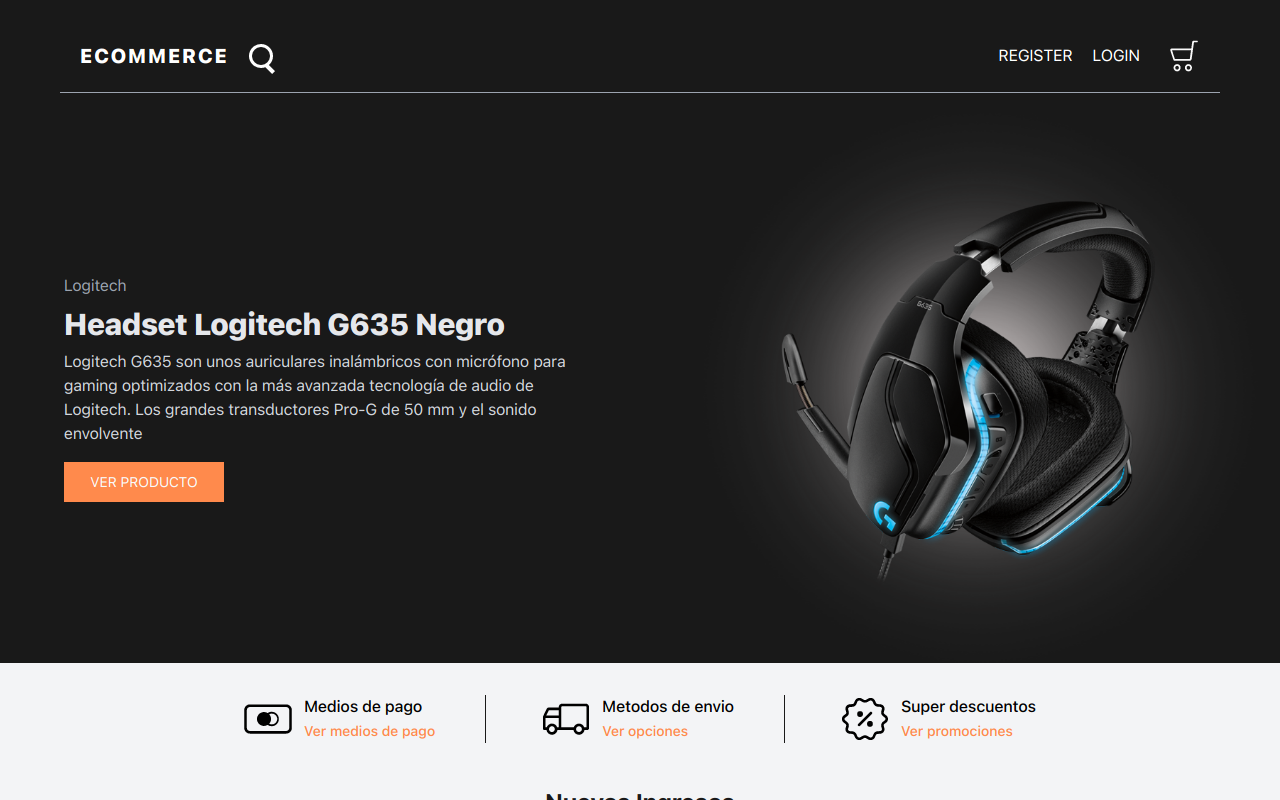 ECOMMERCE
REGISTER LOGIN
Logitech
Headset Logitech G635 Negro
Logitech G635 son unos auriculares inalámbricos con micrófono para
gaming optimizados con la más avanzada tecnología de audio de
Logitech. Los grandes transductores Pro-G de 50 mm y el sonido
envolvente
VER PRODUCTO
G635
Medios de pago
Ver medios de pago
Metodos de envio
Ver opciones
Super descuentos
Ver promociones
Nuevos Ingresos